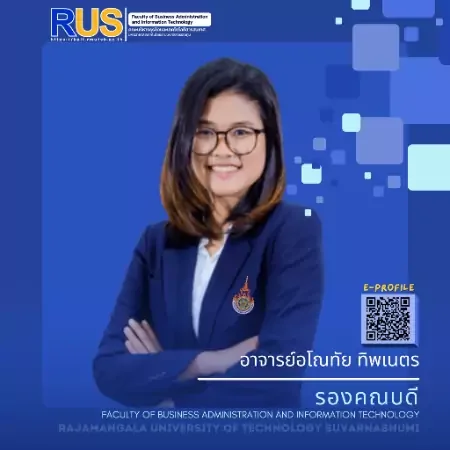 RUS
Faculty of Business Administration
and Information Technology
E-PROFILE
อาจารย์อโณทัย ทิพเนตร
รองคณบดี
FACULTY OF BUSINESS ADMINISTRATION AND INFORMATION TECHNOLOGY
RAJAMANGALA UNIVERSITY OF TECHNOLOGY SUVARNABHUMI